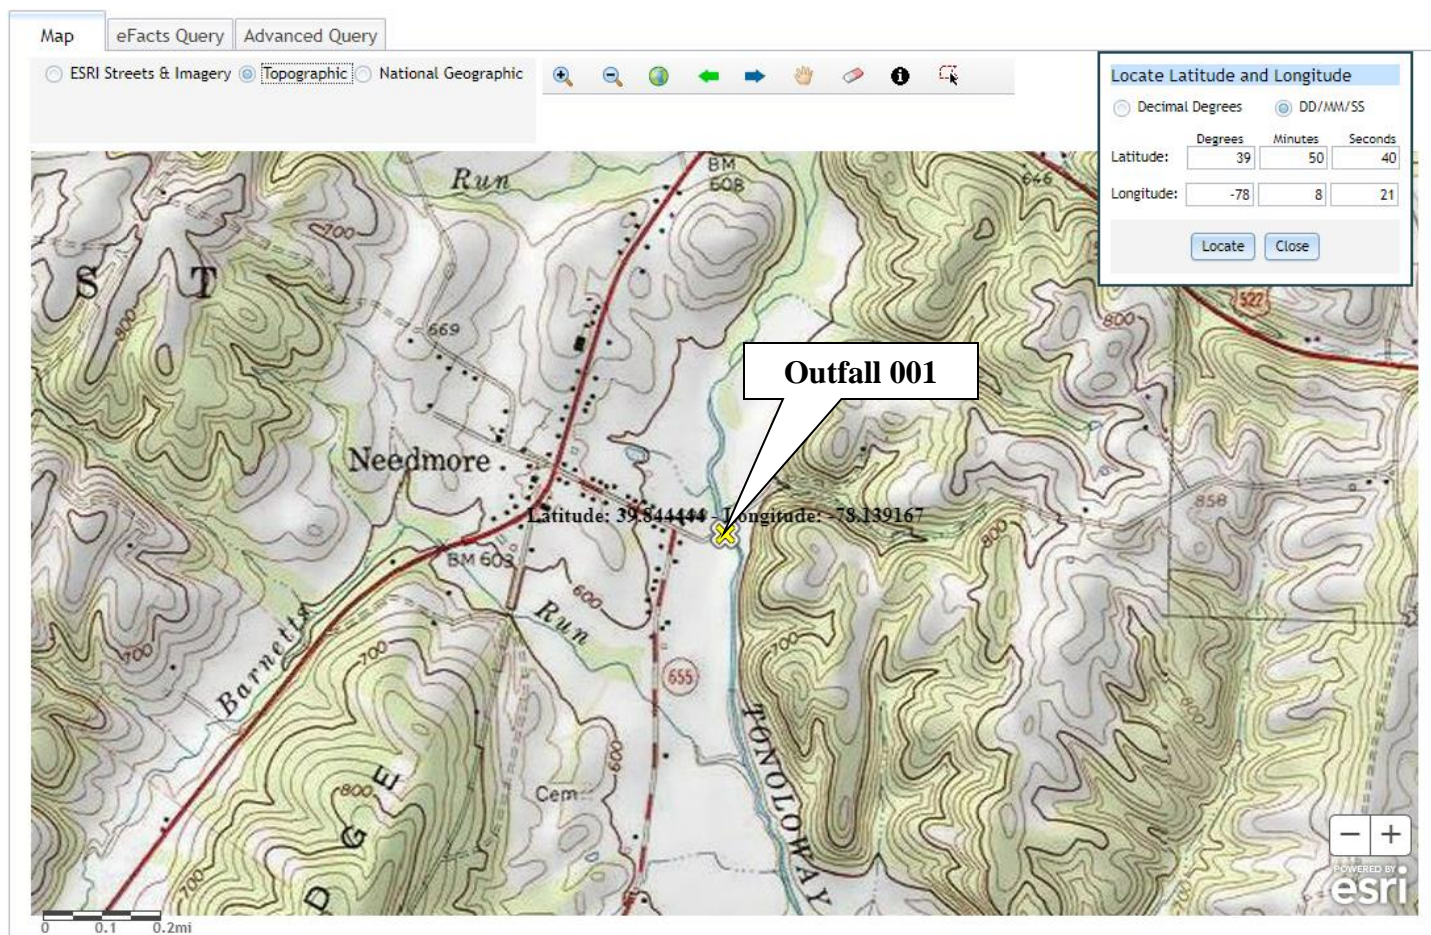 Map eFacts Query Advanced Query
ESRI Streets & Imagery Topographic National Geographic
Locate Latitude and Longitude
Decimal Degrees DD/MM/SS
Degrees Minutes Seconds
Latitude: 39 50 40
Longitude: -78 8 21
Locate Close
Run
BM
608
646
700
S T
800
669
522
800
Outfall 001
Needmore
858
Latitude: 39.844444 - Longitude: -78.139167
800
BM 603
600
Run
Barnetts
700
700
700
655
TONOLOWAY
600
800
Cem
D G E
700
POWERED BY
esri
0 0.1 0.2mi